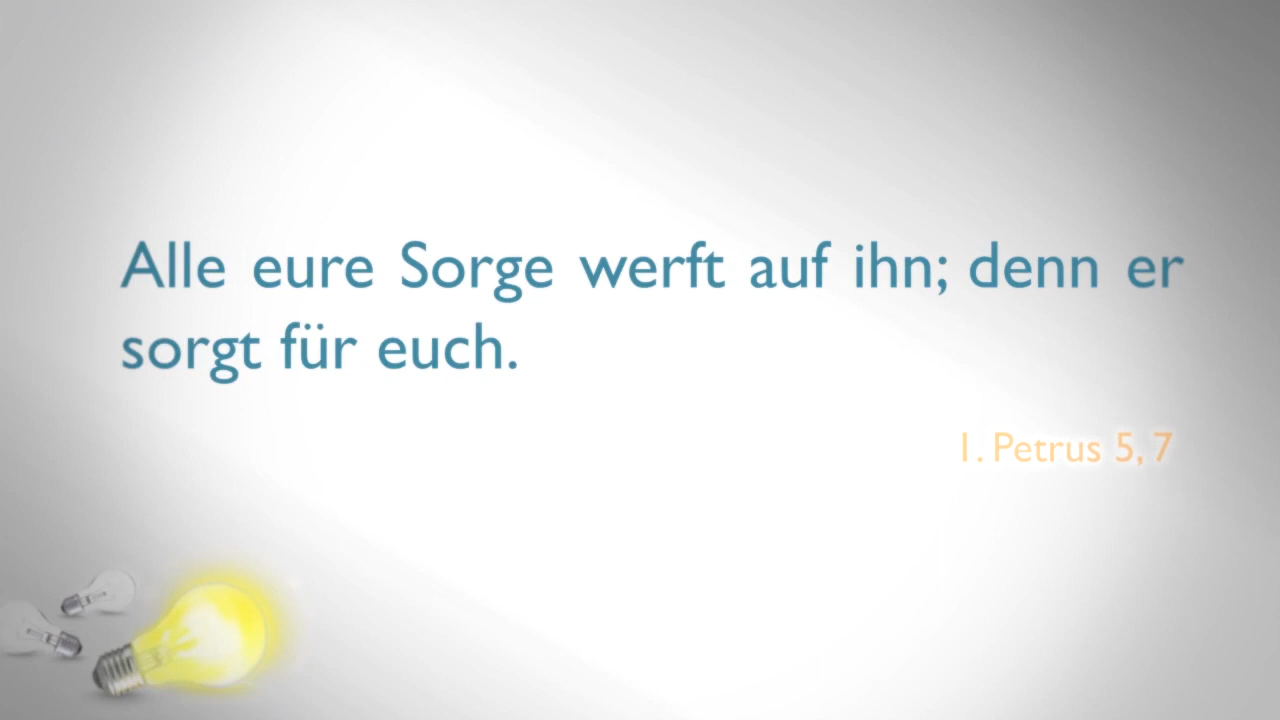 Alle eure Sorge werft auf ihn; denn er
sorgt für euch.
1. Petrus 5, 7